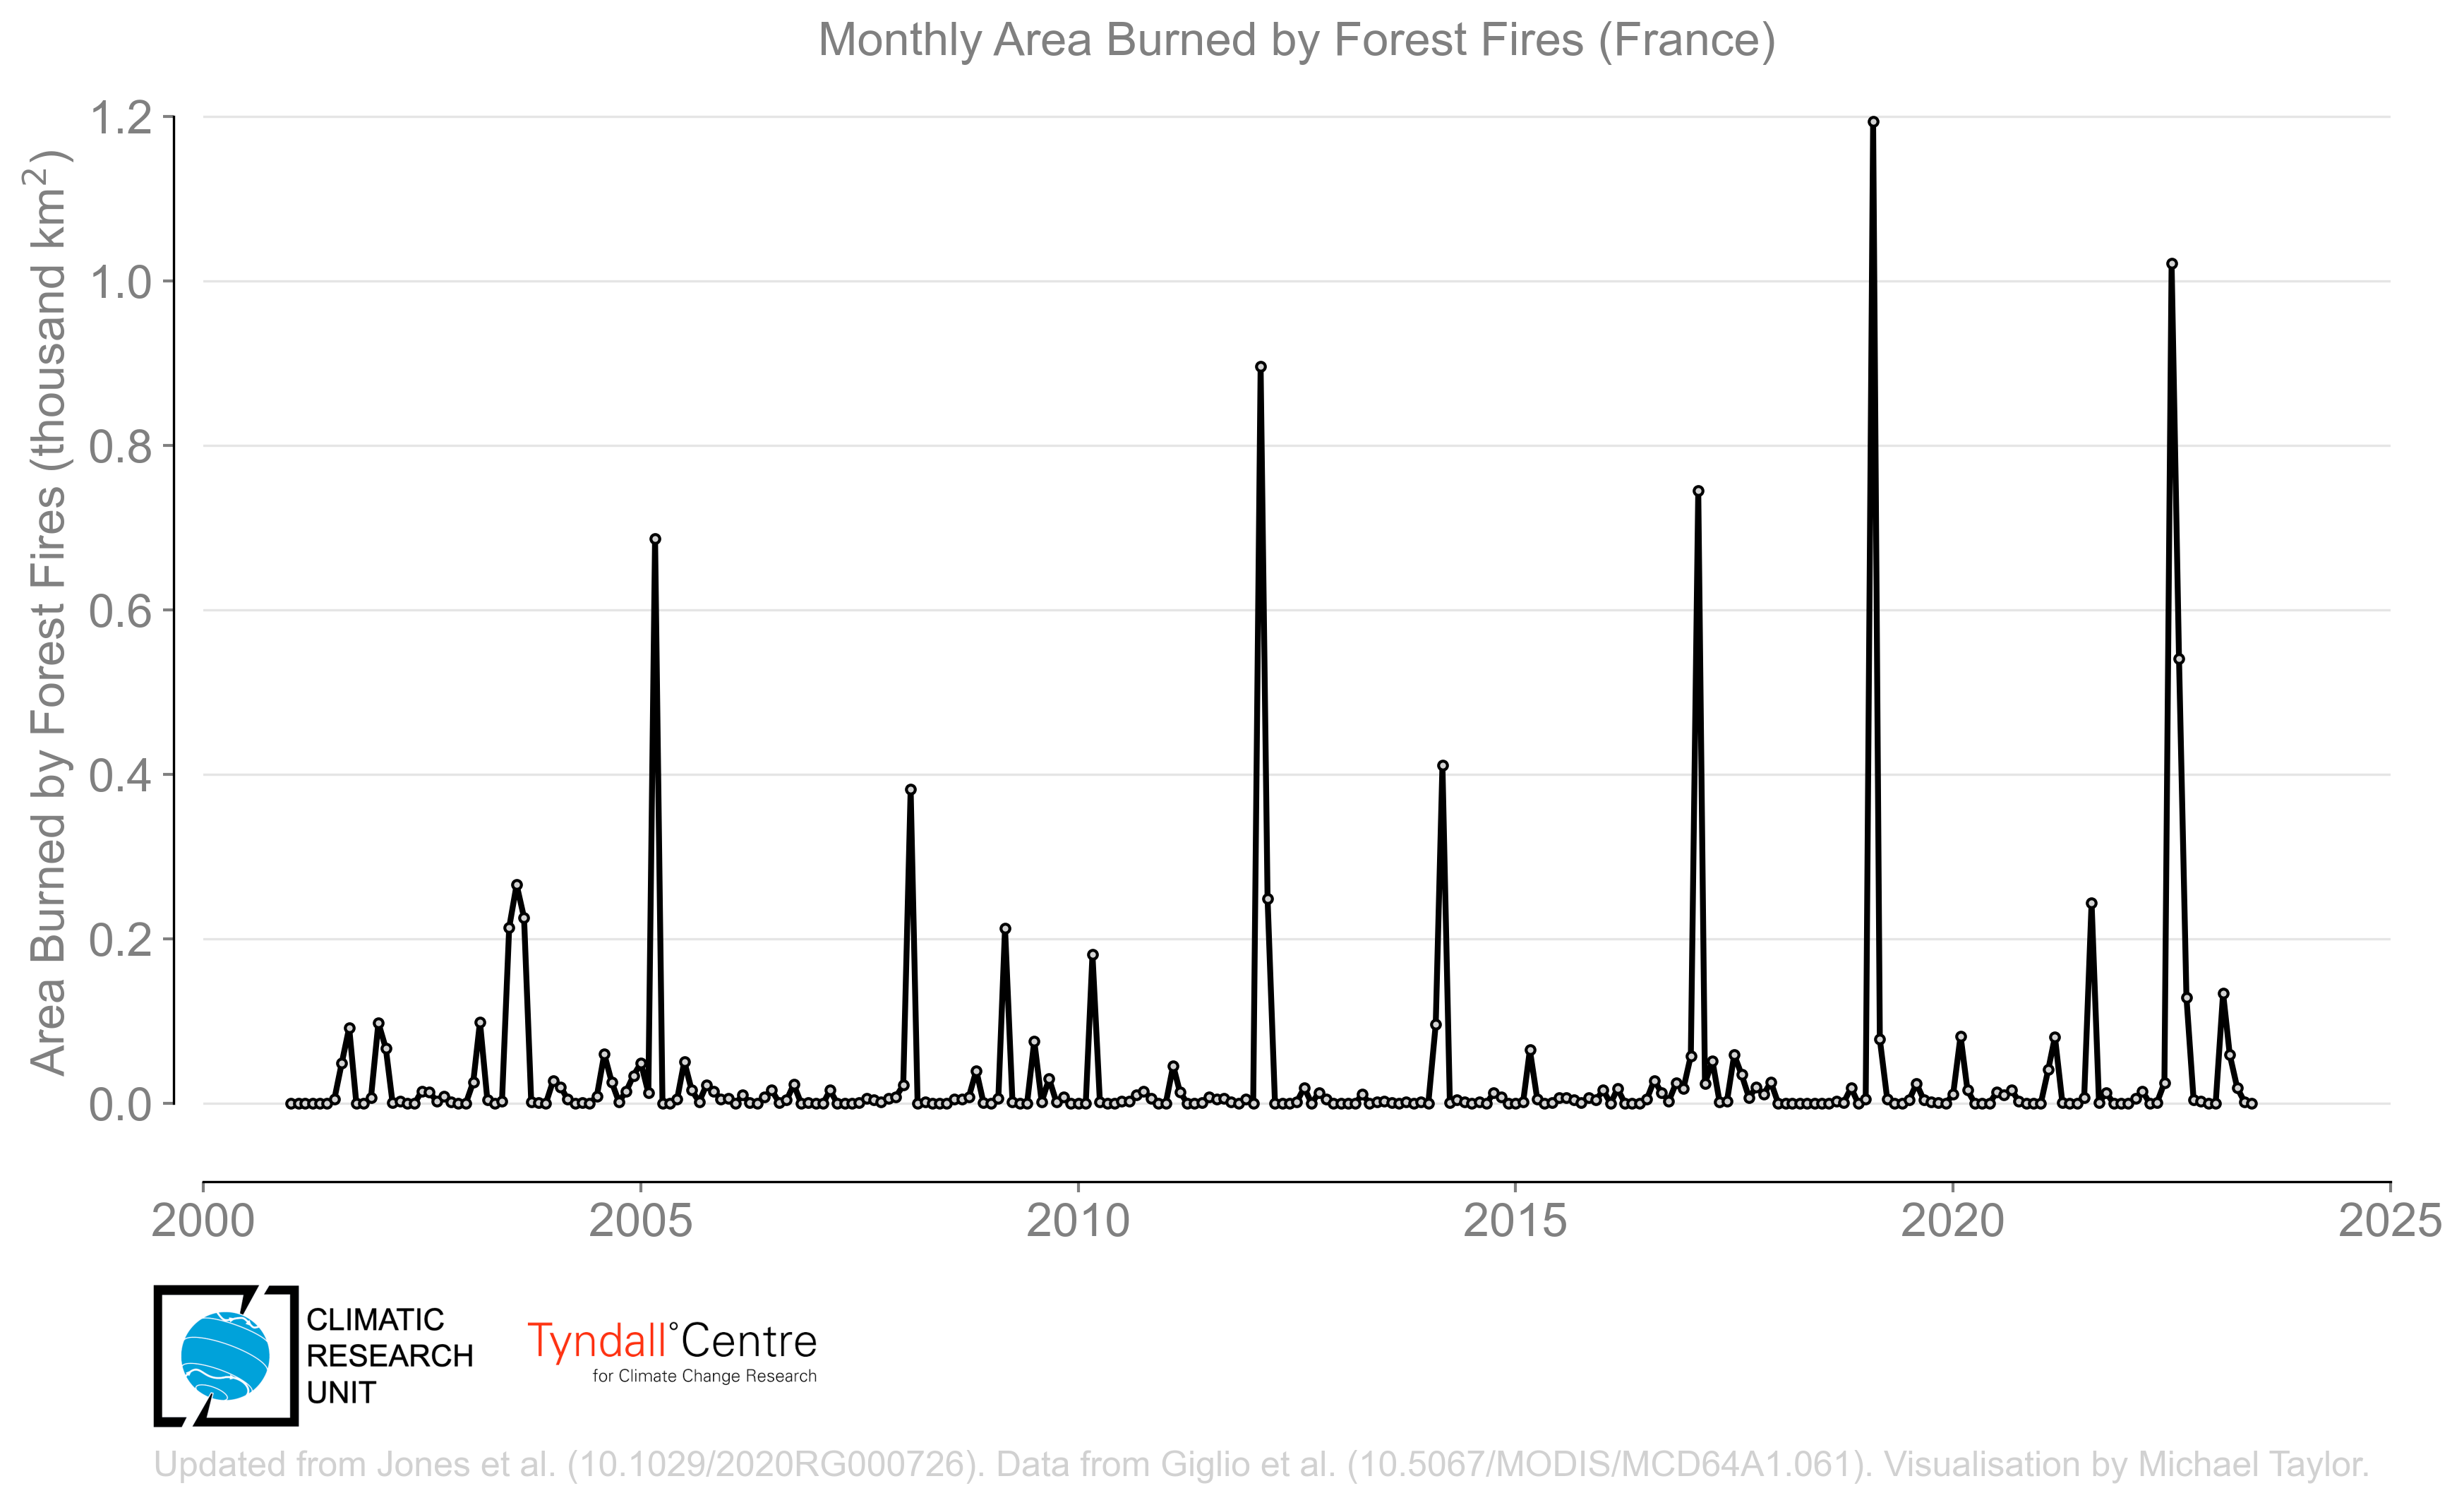 Monthly Area Burned by Forest Fires (France)
Area Burned by Forest Fires (thousand km²)
1.2
1.0
0.8
0.6
0.4
0.2
0.0
2000 2005 2010 2015 2020 2025
CLIMATIC
RESEARCH
UNIT
Tyndall°Centre
for Climate Change Research
Updated from Jones et al. (10.1029/2020RG000726). Data from Giglio et al. (10.5067/MODIS/MCD64A1.061). Visualisation by Michael Taylor.